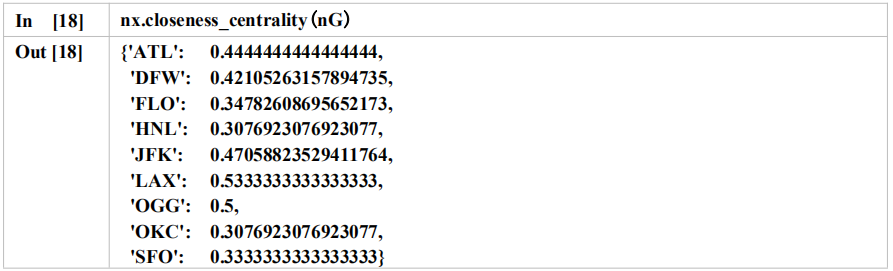 In [18] nx.closeness_centrality(nG)
Out [18] {'ATL': 0.4444444444444444,
'DFW': 0.42105263157894735,
'FLO': 0.34782608695652173,
'HNL': 0.3076923076923077,
'JFK': 0.47058823529411764,
'LAX': 0.5333333333333333,
'OGG': 0.5,
'OKC': 0.3076923076923077,
'SFO': 0.3333333333333333}